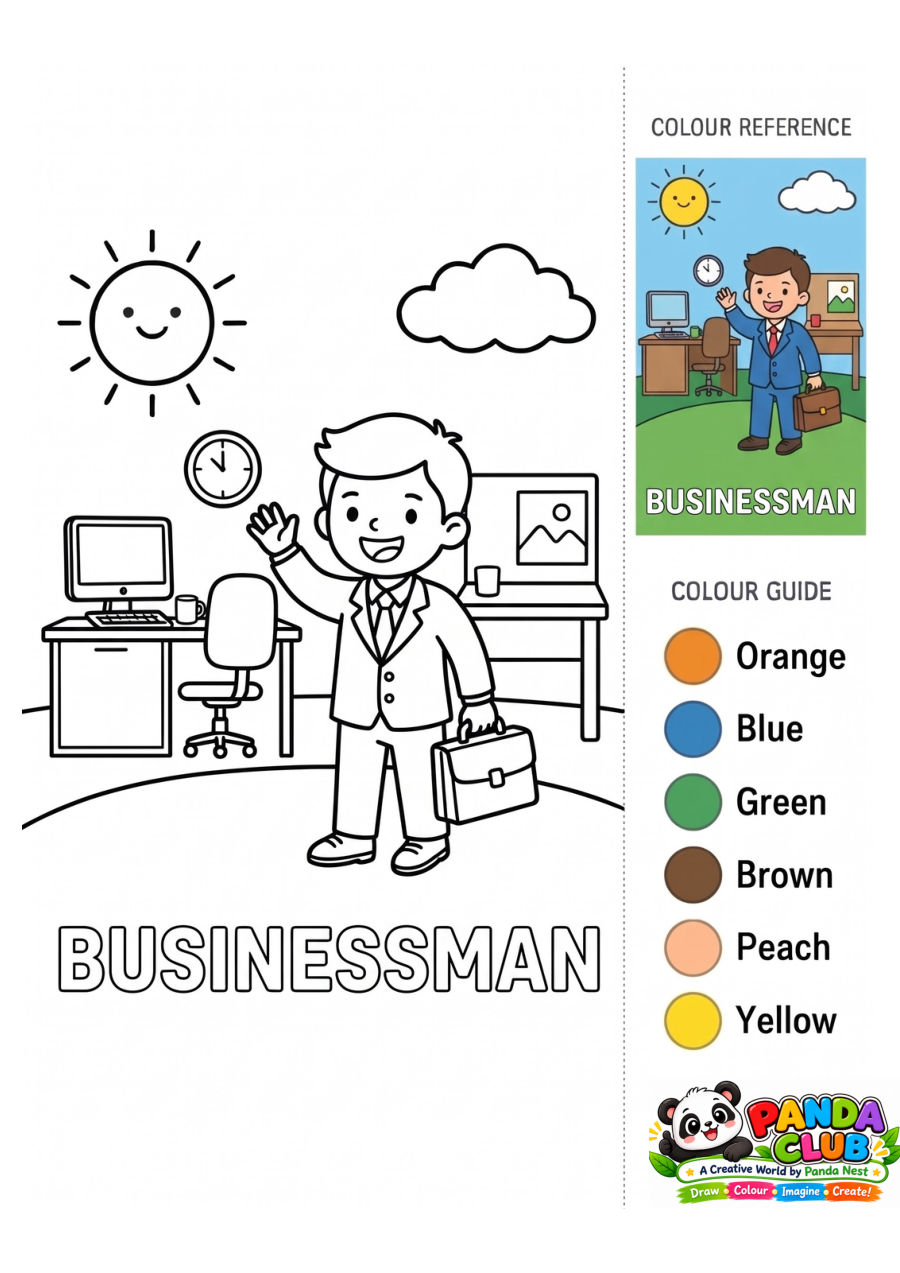 COLOUR REFERENCE
BUSINESSMAN
COLOUR GUIDE
Orange
Blue
Green
Brown
Peach
Yellow
BUSINESSMAN
PANDA
CLUB
A Creative World by Panda Nest
Draw • Colour • Imagine • Create!